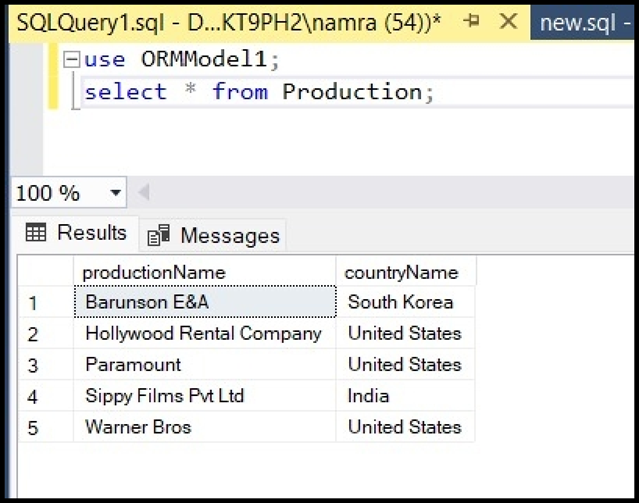 SQLQuery1.sql - D...KT9PH2\namra (54))* new.sql -
use ORMModel1;
select * from Production;
100 %
Results Messages
productionName countryName
1 Barunson E&A South Korea
2 Hollywood Rental Company United States
3 Paramount United States
4 Sippy Films Pvt Ltd India
5 Warner Bros United States